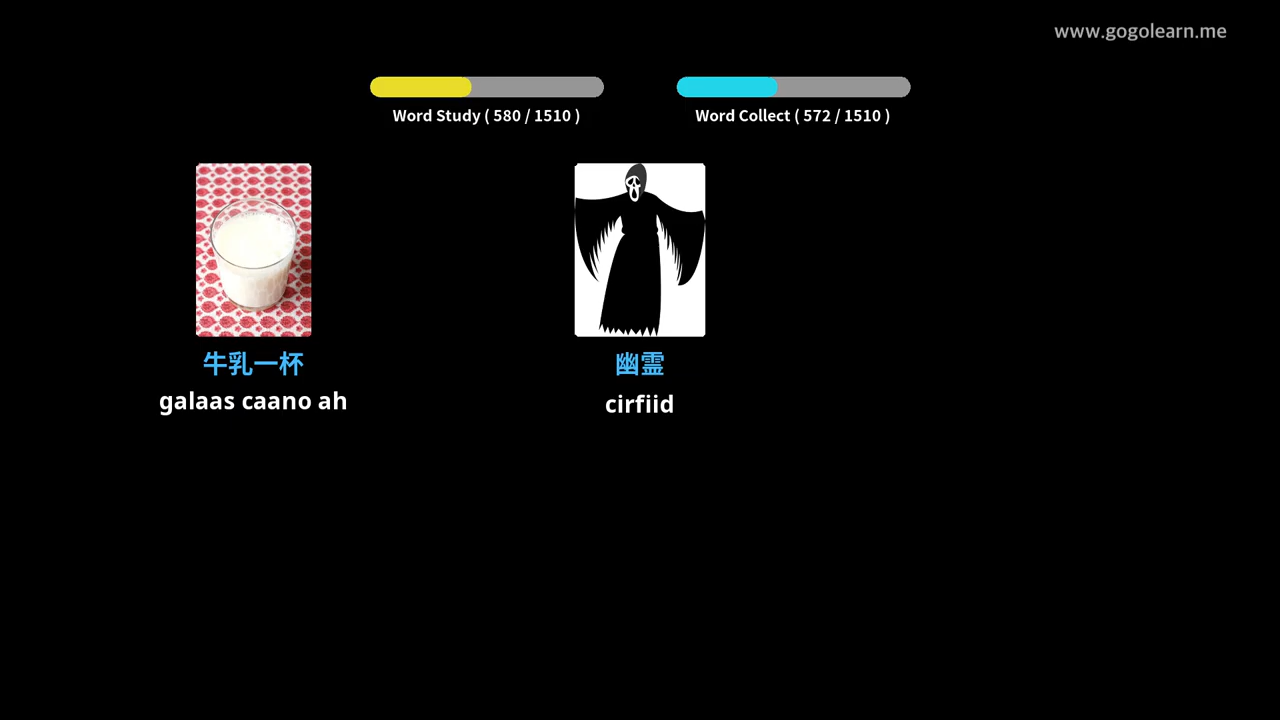 www.gogolearn.me
Word Study ( 580 / 1510 )
Word Collect ( 572 / 1510 )
牛乳一杯
galaas caano ah
幽霊
cirfiid